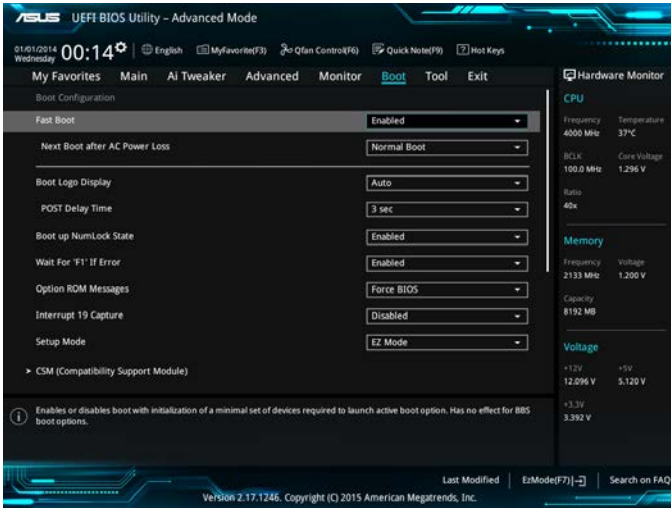 ASUS UEFI BIOS Utility – Advanced Mode
01/01/2014 Wednesday 00:14 English MyFavorite(F3) Qfan Control(F6) Quick Note(F9) ? Hot Keys
My Favorites Main Ai Tweaker Advanced Monitor Boot Tool Exit
Boot Configuration
Fast Boot Enabled
Next Boot after AC Power Loss Normal Boot
Boot Logo Display Auto
POST Delay Time 3 sec
Boot up NumLock State Enabled
Wait For 'F1' If Error Enabled
Option ROM Messages Force BIOS
Interrupt 19 Capture Disabled
Setup Mode EZ Mode
> CSM (Compatibility Support Module)
Enables or disables boot with initialization of a minimal set of devices required to launch active boot option. Has no effect for BBS
boot options.
Hardware Monitor
CPU
Frequency Temperature
4000 MHz 37°C
BCLK Core Voltage
100.0 MHz 1.296 V
Ratio
40x
Memory
Frequency Voltage
2133 MHz 1.200 V
Capacity
8192 MB
Voltage
+12V +5V
12.096 V 5.120 V
+3.3V
3.392 V
Last Modified EzMode(F7) Search on FAQ
Version 2.17.1246. Copyright (C) 2015 American Megatrends, Inc.